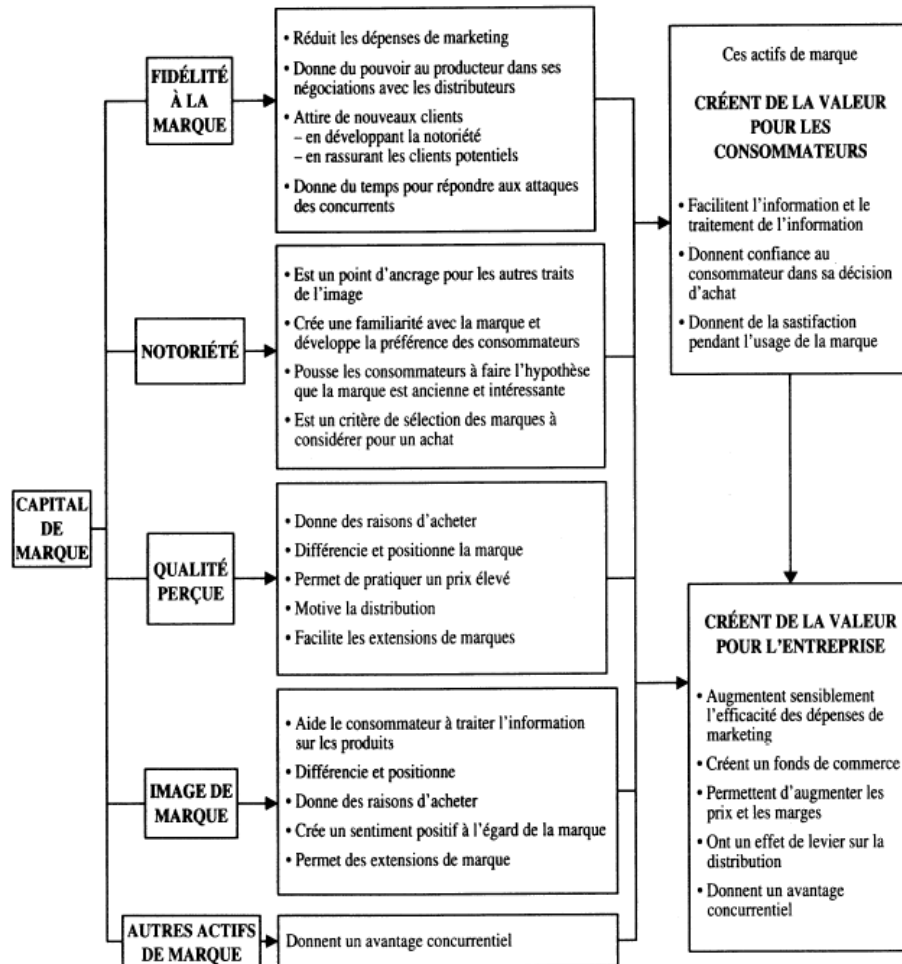 CAPITAL
DE
MARQUE
FIDÉLITÉ
À LA
MARQUE
• Réduit les dépenses de marketing
• Donne du pouvoir au producteur dans ses
négociations avec les distributeurs
• Attire de nouveaux clients
– en développant la notoriété
– en rassurant les clients potentiels
• Donne du temps pour répondre aux attaques
des concurrents
NOTORIÉTÉ
• Est un point d'ancrage pour les autres traits
de l'image
• Crée une familiarité avec la marque et
développe la préférence des consommateurs
• Pousse les consommateurs à faire l'hypothèse
que la marque est ancienne et intéressante
• Est un critère de sélection des marques à
considérer pour un achat
QUALITÉ
PERÇUE
• Donne des raisons d'acheter
• Différencie et positionne la marque
• Permet de pratiquer un prix élevé
• Motive la distribution
• Facilite les extensions de marques
IMAGE DE
MARQUE
• Aide le consommateur à traiter l'information
sur les produits
• Différencie et positionne
• Donne des raisons d'acheter
• Crée un sentiment positif à l'égard de la marque
• Permet des extensions de marque
AUTRES ACTIFS
DE MARQUE
Donnent un avantage concurrentiel
Ces actifs de marque
CRÉENT DE LA VALEUR
POUR LES
CONSOMMATEURS
• Facilitent l'information et le
traitement de l'information
• Donnent confiance au
consommateur dans sa décision
d'achat
• Donnent de la sastifaction
pendant l'usage de la marque
CRÉENT DE LA VALEUR
POUR L'ENTREPRISE
• Augmentent sensiblement
l'efficacité des dépenses de
marketing
• Créent un fonds de commerce
• Permettent d'augmenter les
prix et les marges
• Ont un effet de levier sur la
distribution
• Donnent un avantage
concurrentiel